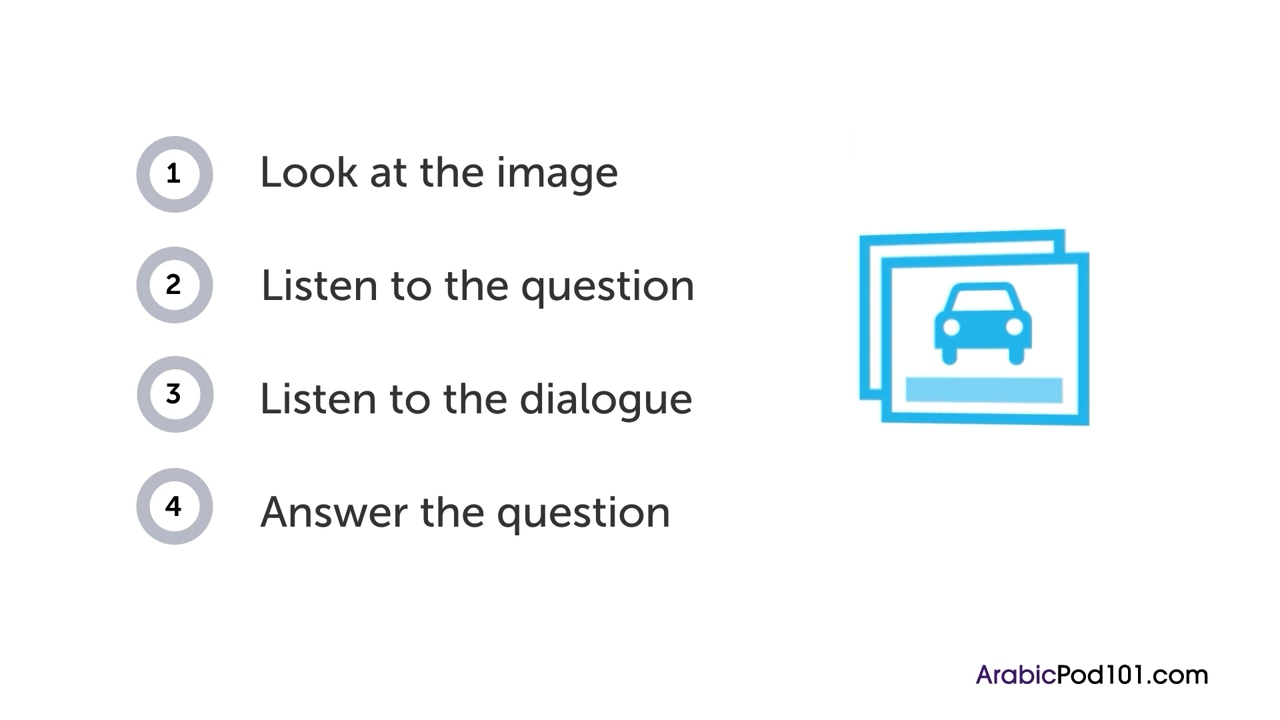 1 Look at the image
2 Listen to the question
3 Listen to the dialogue
4 Answer the question
ArabicPod101.com